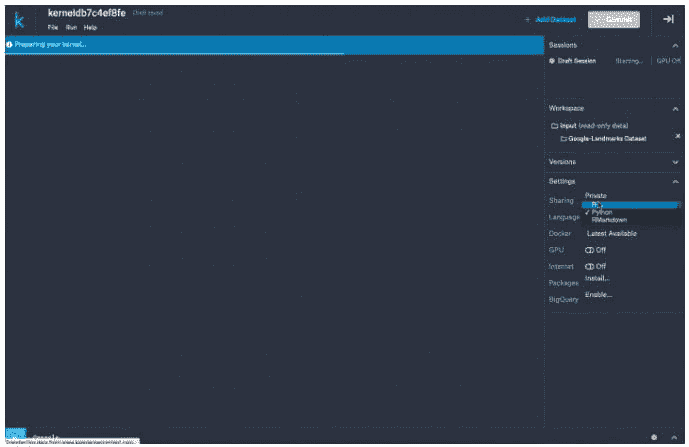 k
kerneldb7c4ef8fe Draft saved
File Run Help
+ Add Dataset Commit
Preparing your kernel...
Sessions
Draft Session Starting... GPU Off
Workspace
input (read-only data)
Google-Landmarks Dataset
Versions
Settings
Sharing Private
R
Language ✓ Python
RMarkdown
Docker Latest Available
GPU Off
Internet Off
Packages Install...
BigQuery Enable...
Console